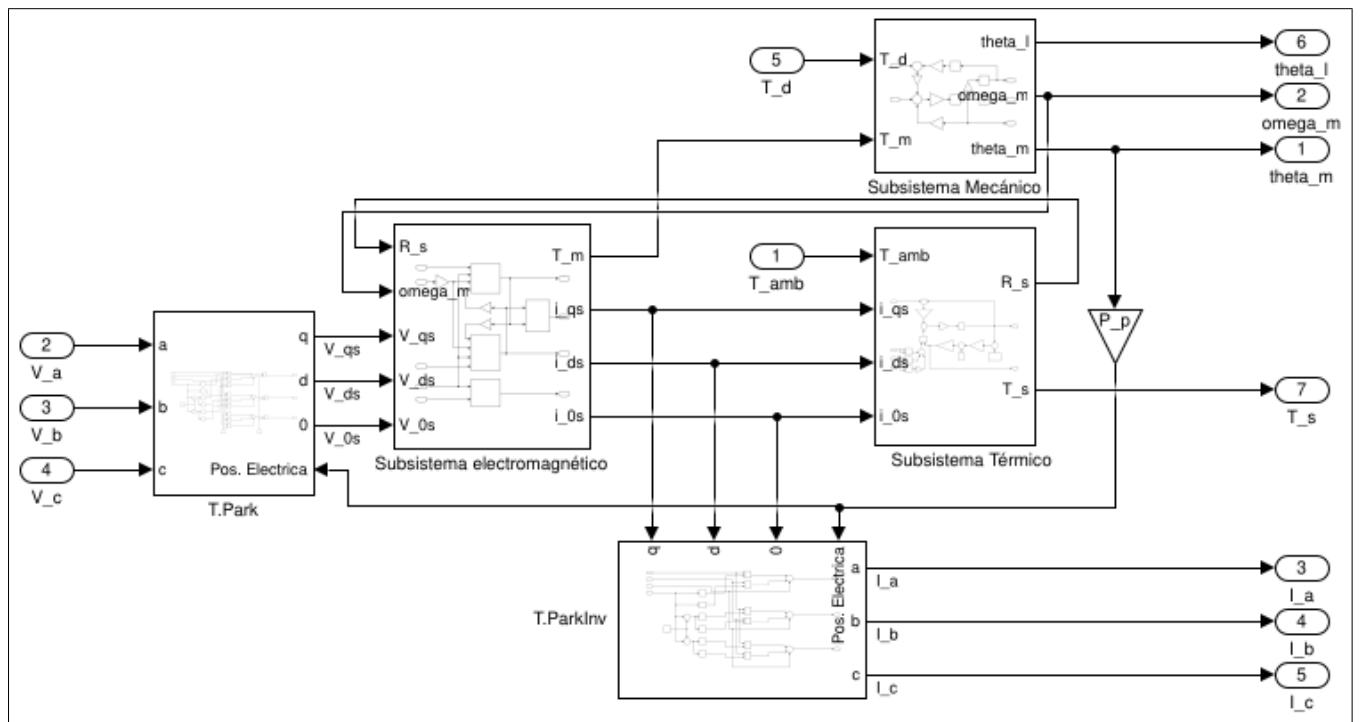 5
T_d
T_d
T_m
theta_l
omega_m
theta_m
Subsistema Mecánico
6
theta_l
2
omega_m
1
theta_m
R_s
omega_m
V_qs
V_ds
V_0s
T_m
i_qs
i_ds
i_0s
Subsistema electromagnético
1
T_amb
T_amb
i_qs
i_ds
i_0s
R_s
T_s
Subsistema Térmico
P_p
7
T_s
2
V_a
3
V_b
4
V_c
a
b
c
q
d
0
Pos. Electrica
T.Park
V_qs
V_ds
V_0s
q
d
0
Pos. Electrica
a
b
c
T.ParkInv
I_a
I_b
I_c
3
I_a
4
I_b
5
I_c